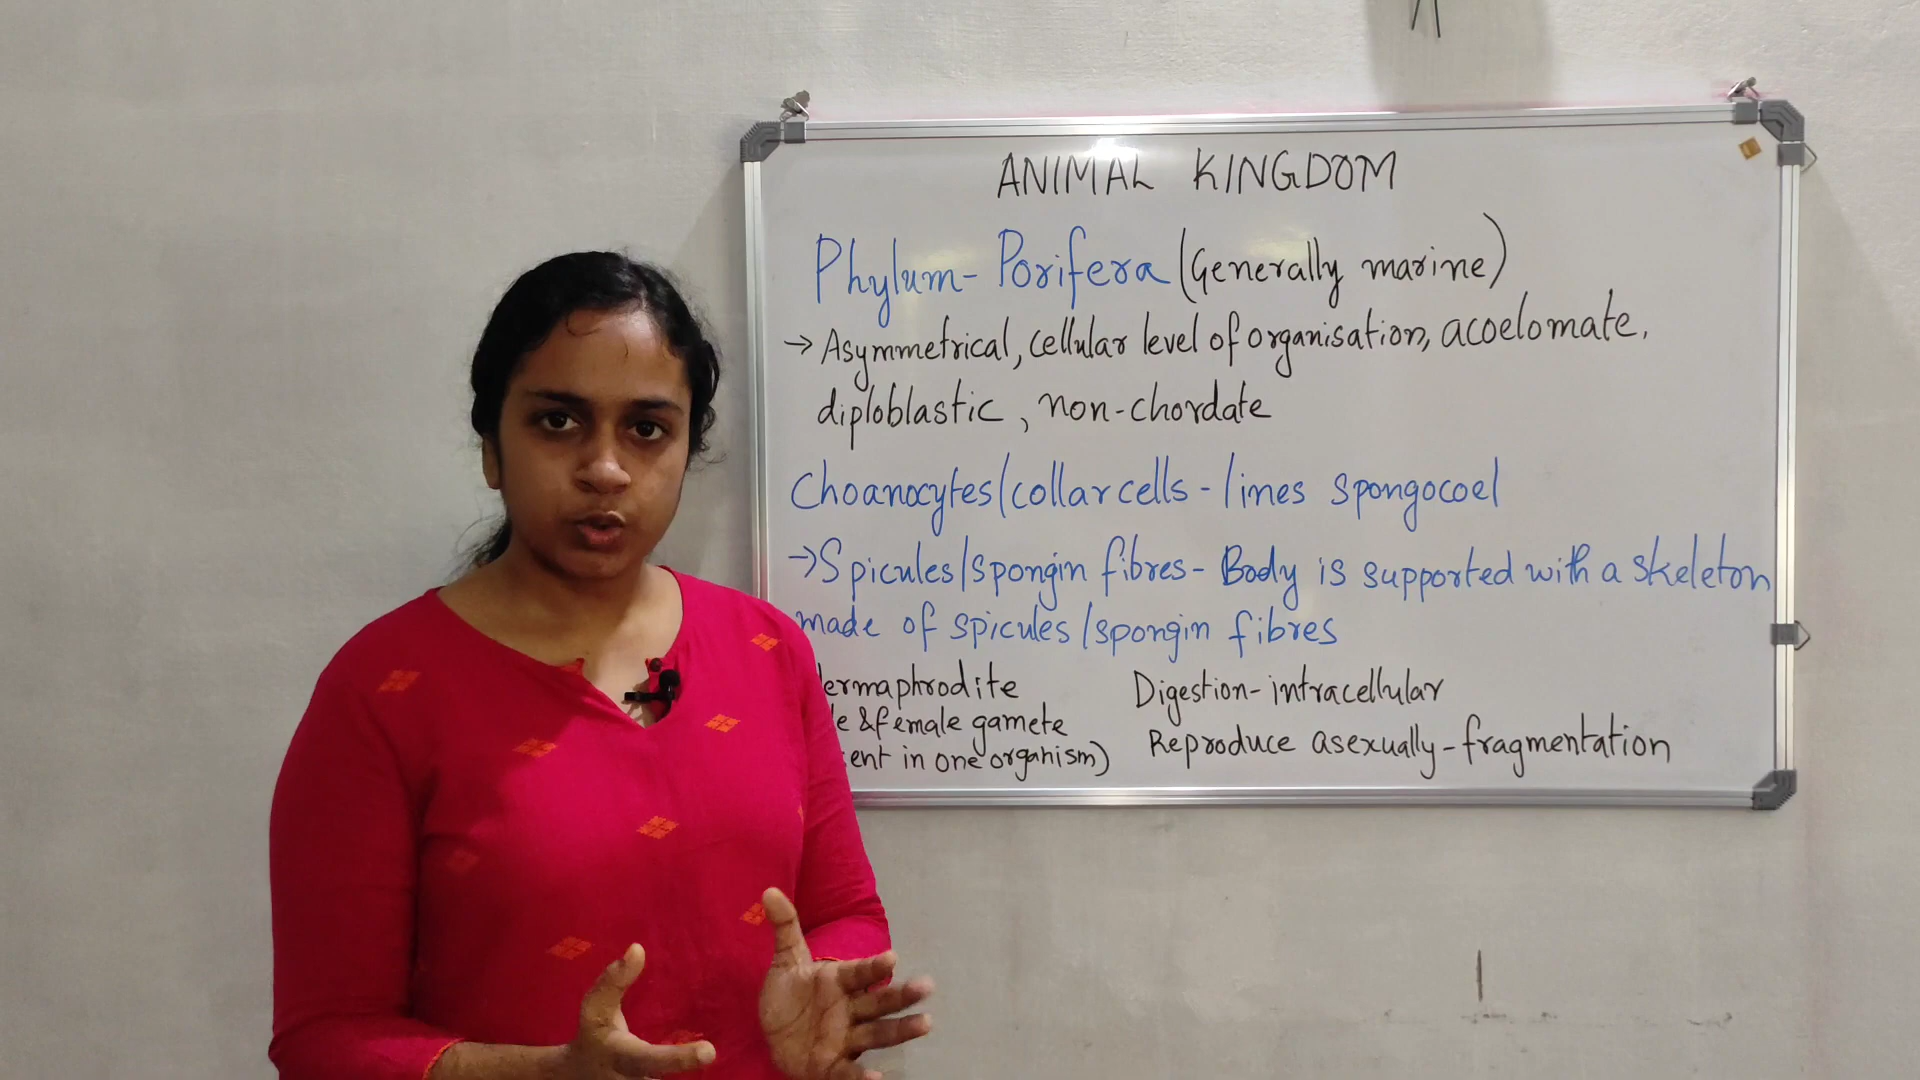 ANIMAL KINGDOM
Phylum- Porifera (Generally marine)
→ Asymmetrical, cellular level of organisation, acoelomate,
diploblastic, non-chordate
Choanocytes/collar cells - lines spongocoel
→ Spicules/spongin fibres - Body is supported with a skeleton
made of spicules/spongin fibres
ermaphrodite
e & female gamete
ent in one organism)
Digestion- intracellular
Reproduce asexually - fragmentation